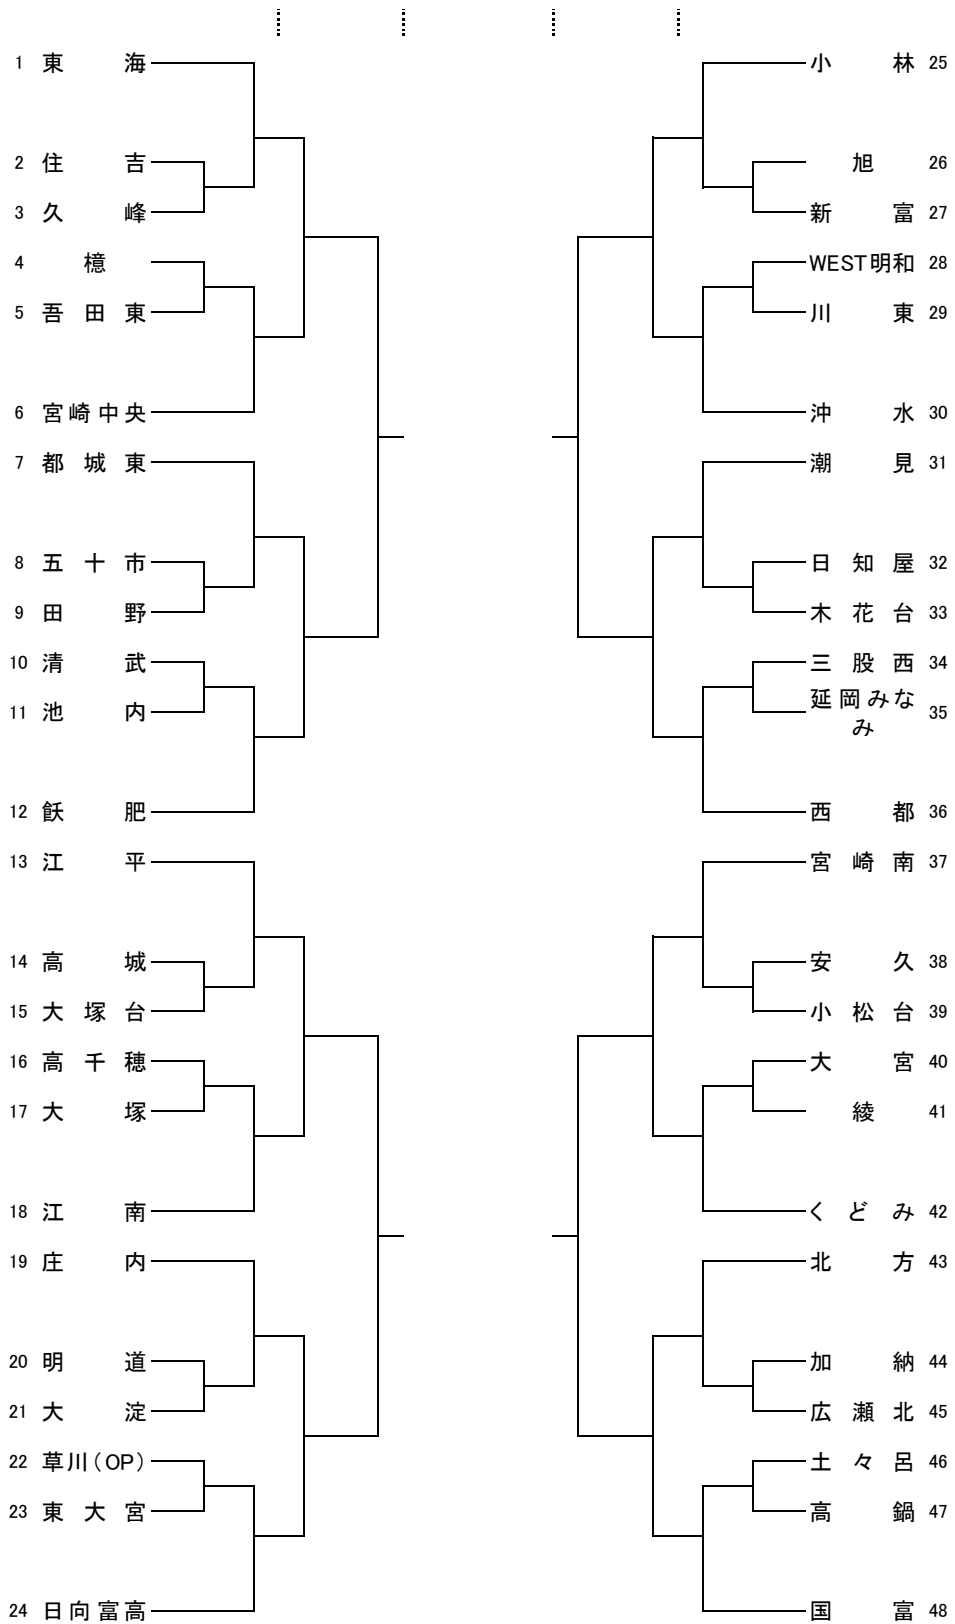 1 東海
2 住吉
3 久峰
4 檍
5 吾田東
6 宮崎中央
7 都城東
8 五十市
9 田野
10 清武
11 池内
12 飫肥
13 江平
14 高城
15 大塚台
16 高千穂
17 大塚
18 江南
19 庄内
20 明道
21 大淀
22 草川(OP)
23 東大宮
24 日向富高
小林 25
旭 26
新富 27
WEST明和 28
川東 29
沖水 30
潮見 31
日知屋 32
木花台 33
三股西 34
延岡みな
み 35
西都 36
宮崎南 37
安久 38
小松台 39
大宮 40
綾 41
くどみ 42
北方 43
加納 44
広瀬北 45
土々呂 46
高鍋 47
国富 48